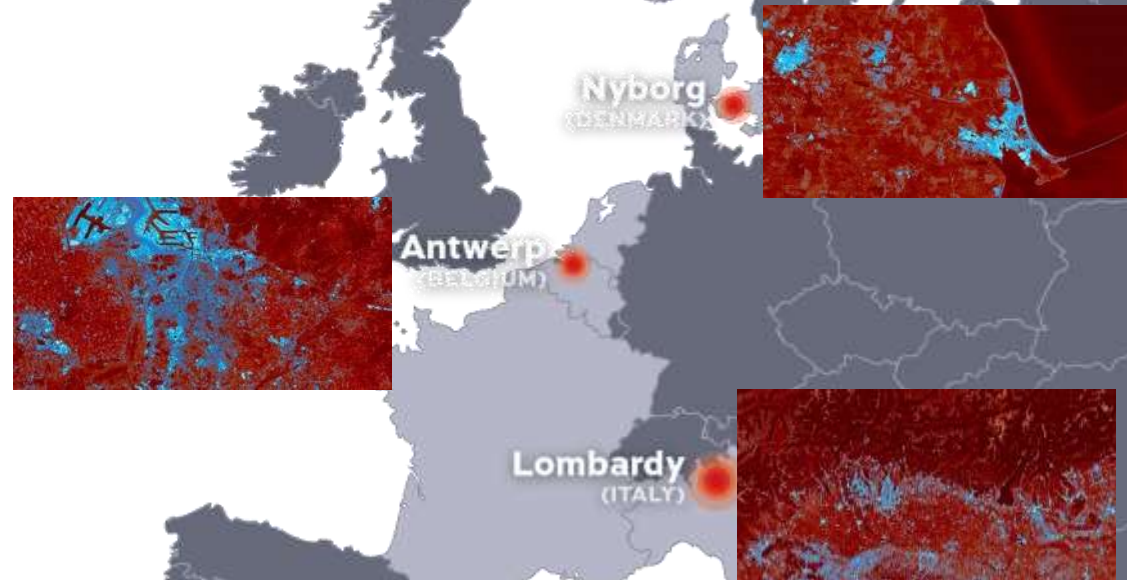 Nyborg
(DENMARK)
Antwerp
(BELGIUM)
Lombardy
(ITALY)